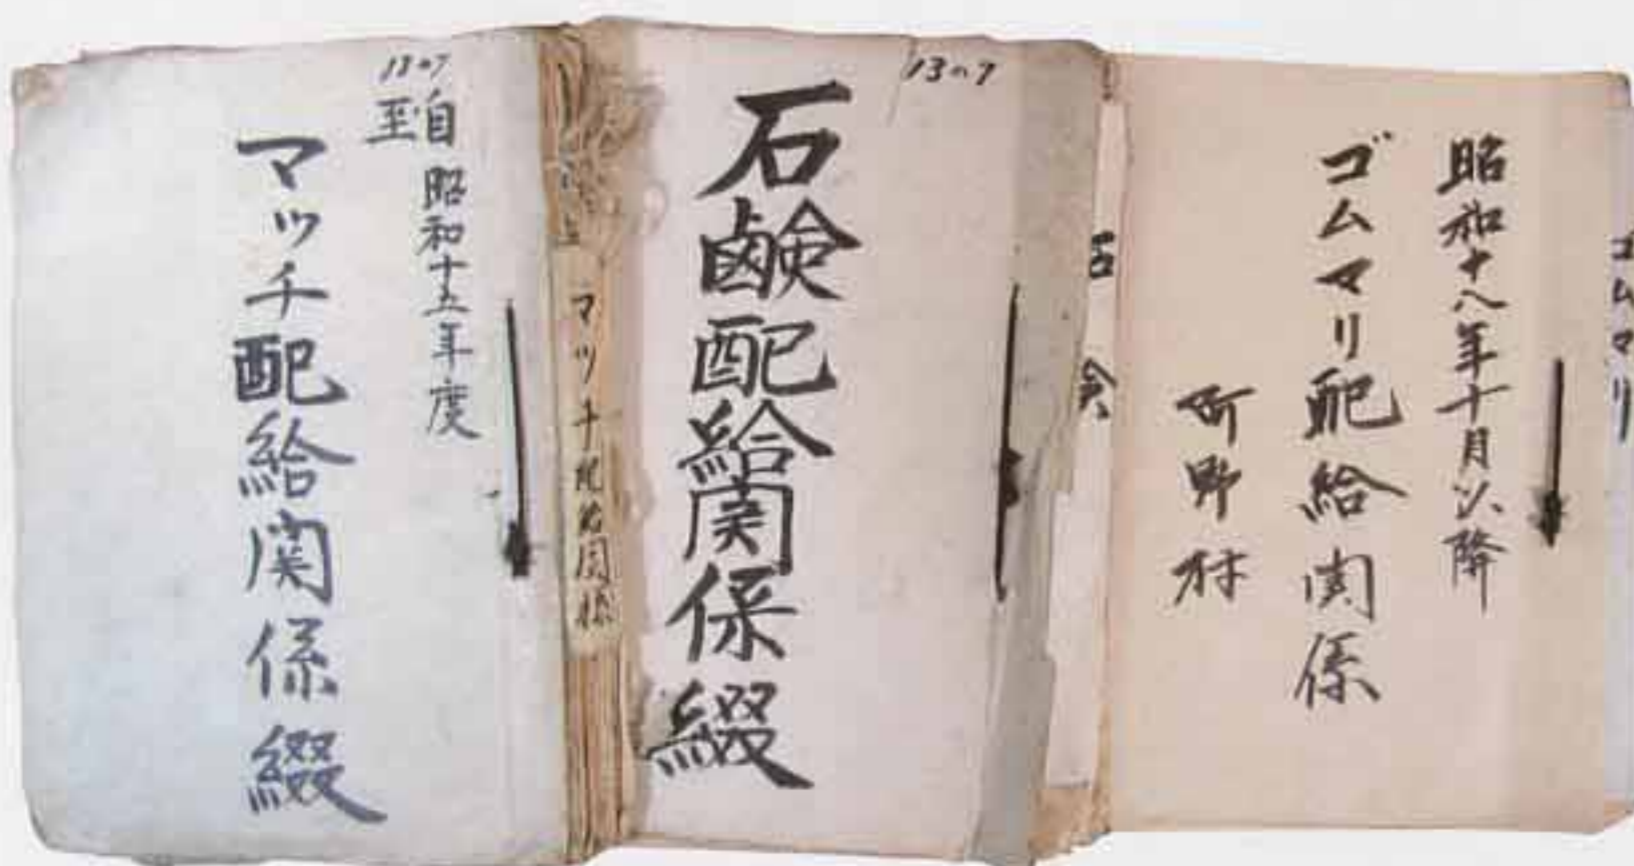 13の7
自
至
昭和十五年度
マッチ配給関係綴
マッチ配給関係
13の7
石鹸配給関係綴
石
昭和十八年十月以降
ゴムマリ配給関係
町野村
ゴムマリ